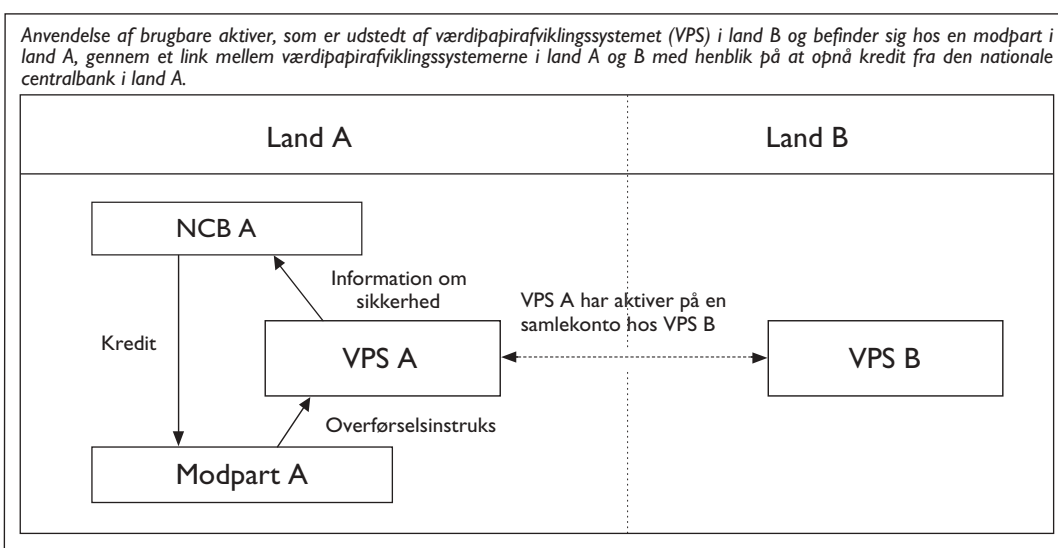 Anvendelse af brugbare aktiver, som er udstedt af værdipapirafviklingssystemet (VPS) i land B og befinder sig hos en modpart i
land A, gennem et link mellem værdipapirafviklingssystemerne i land A og B med henblik på at opnå kredit fra den nationale
centralbank i land A.
Land A
Land B
NCB A
Information om
sikkerhed
VPS A har aktiver på en
samlekonto hos VPS B
Kredit
VPS A
VPS B
Overførselsinstruks
Modpart A